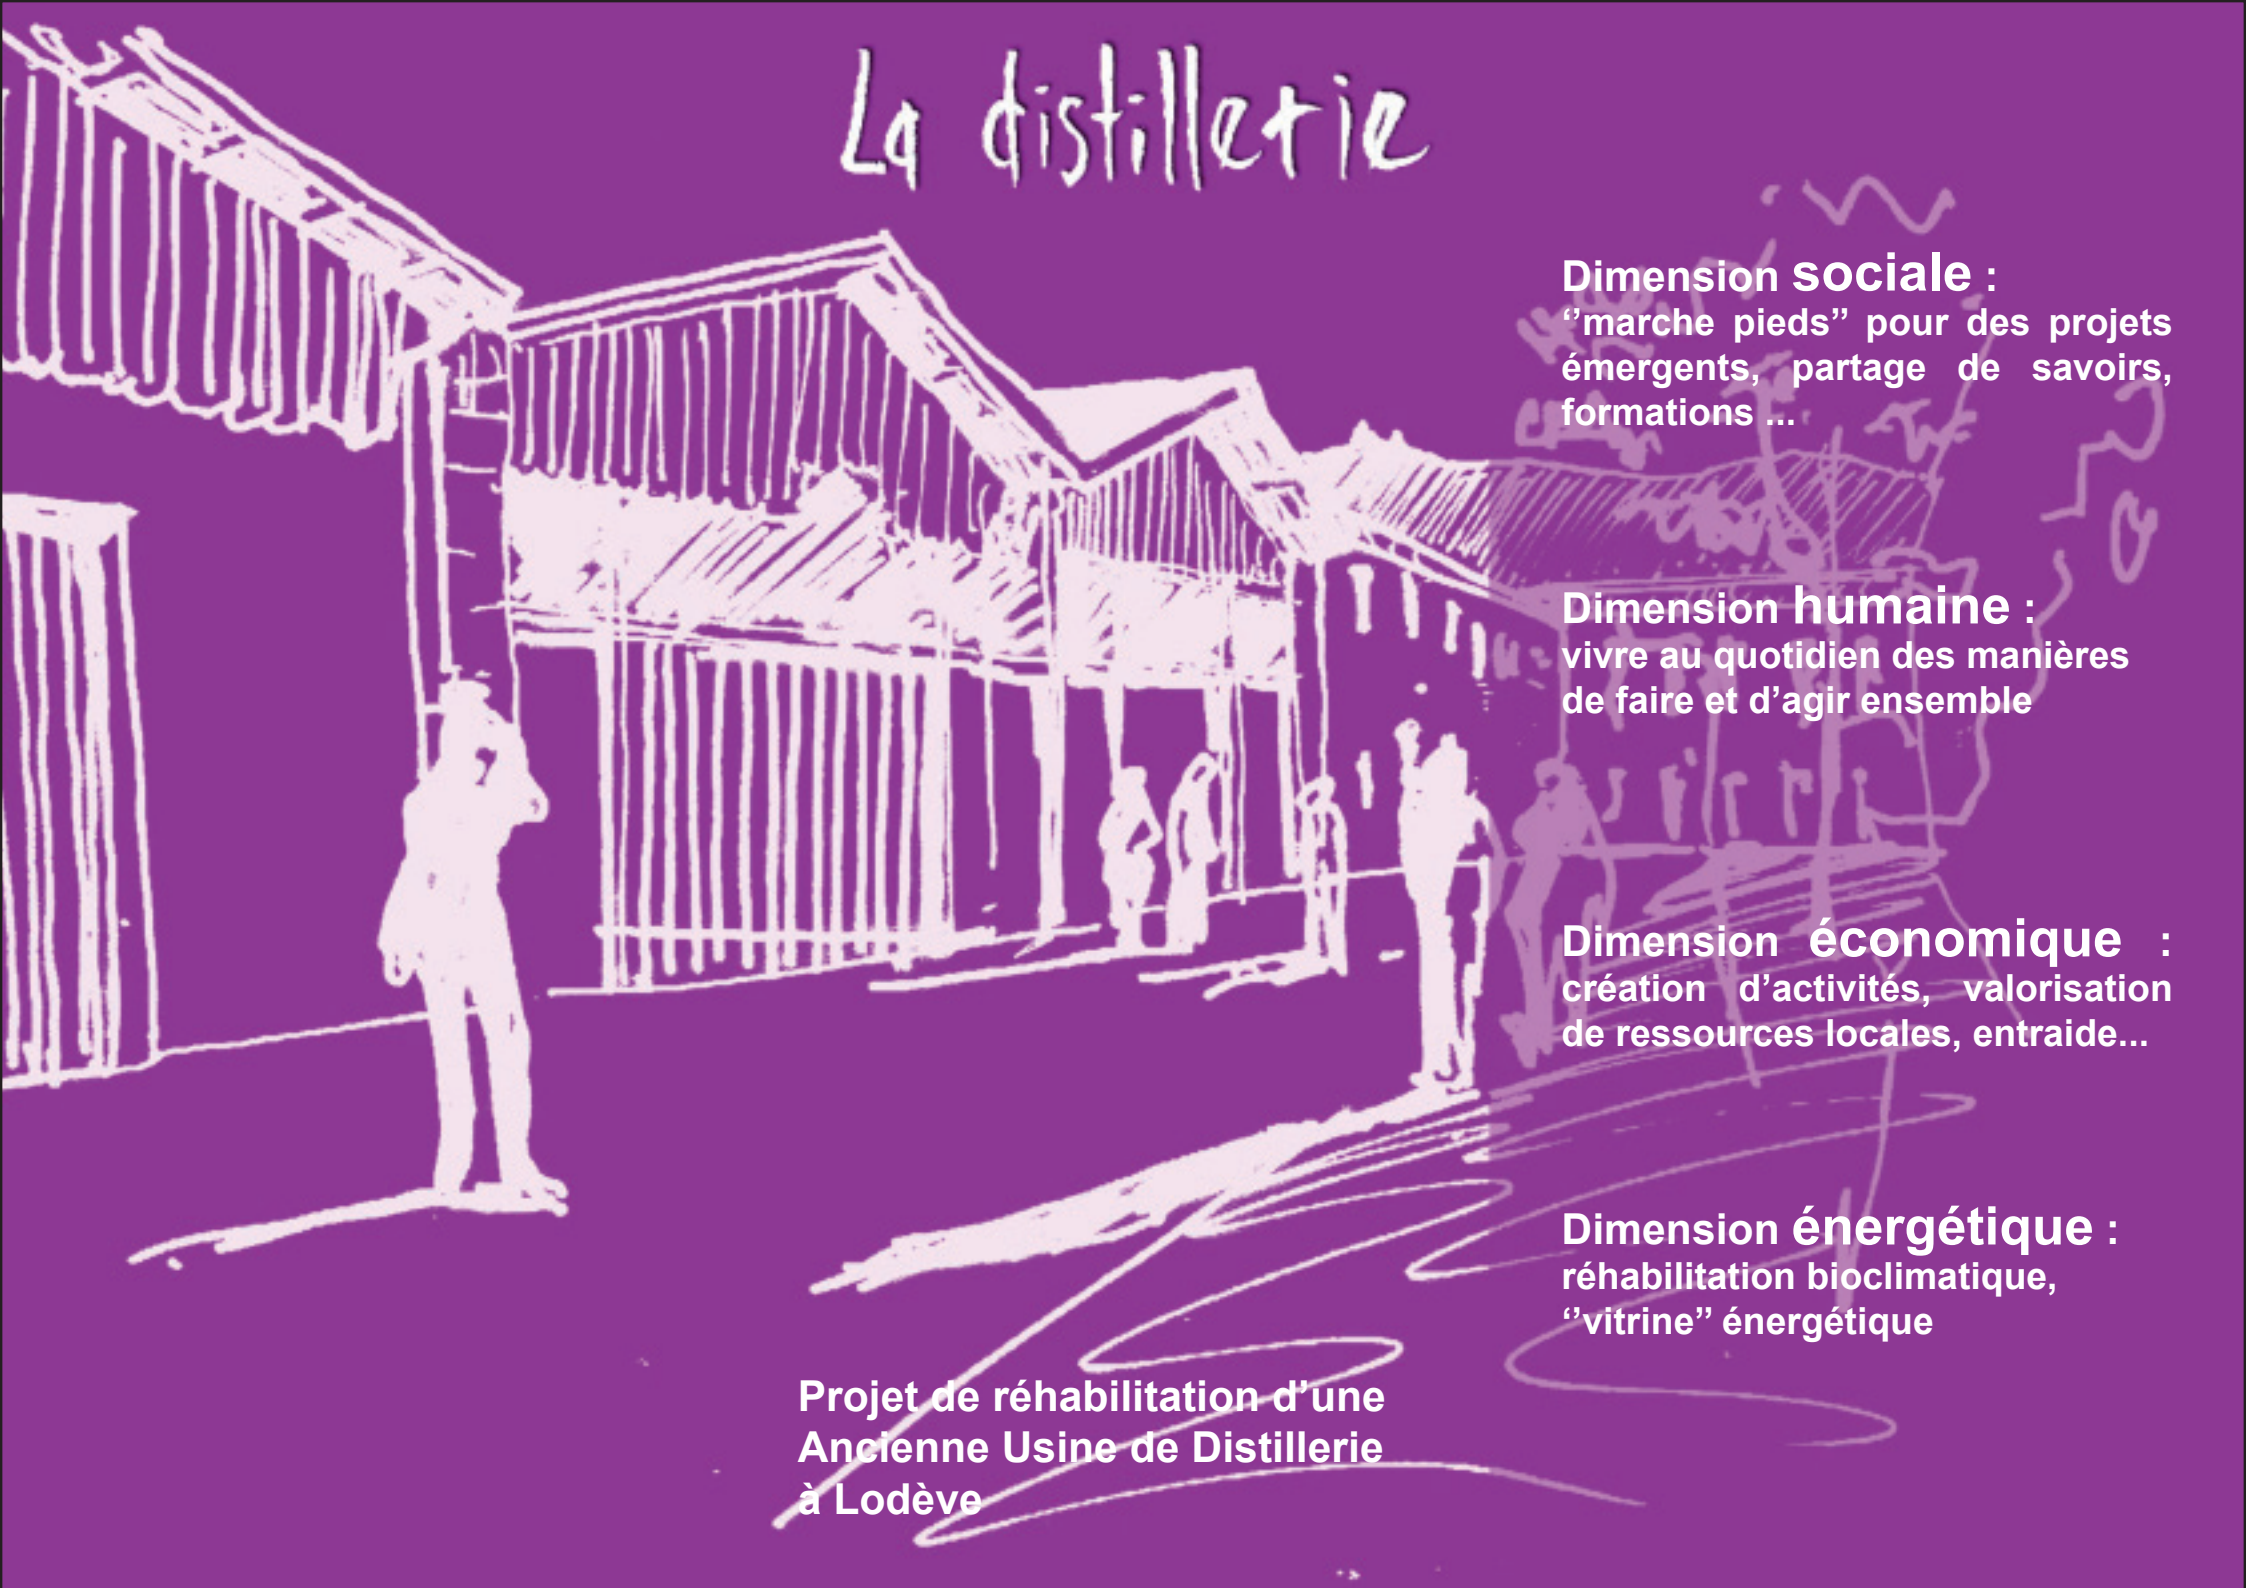 La distillerie
Dimension sociale :
‘’marche pieds’’ pour des projets
émergents, partage de savoirs,
formations ...
Dimension humaine :
vivre au quotidien des manières
de faire et d’agir ensemble
Dimension économique :
création d’activités, valorisation
de ressources locales, entraide...
Dimension énergétique :
réhabilitation bioclimatique,
‘’vitrine’’ énergétique
Projet de réhabilitation d’une
Ancienne Usine de Distillerie
à Lodève